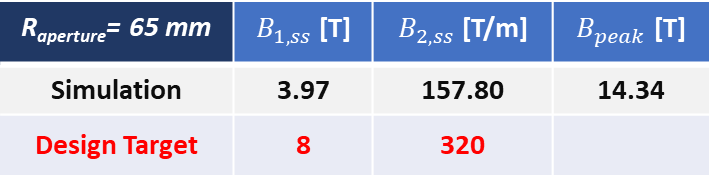 R_aperture= 65 mm B_1,ss [T] B_2,ss [T/m] B_peak [T]
Simulation 3.97 157.80 14.34
Design Target 8 320